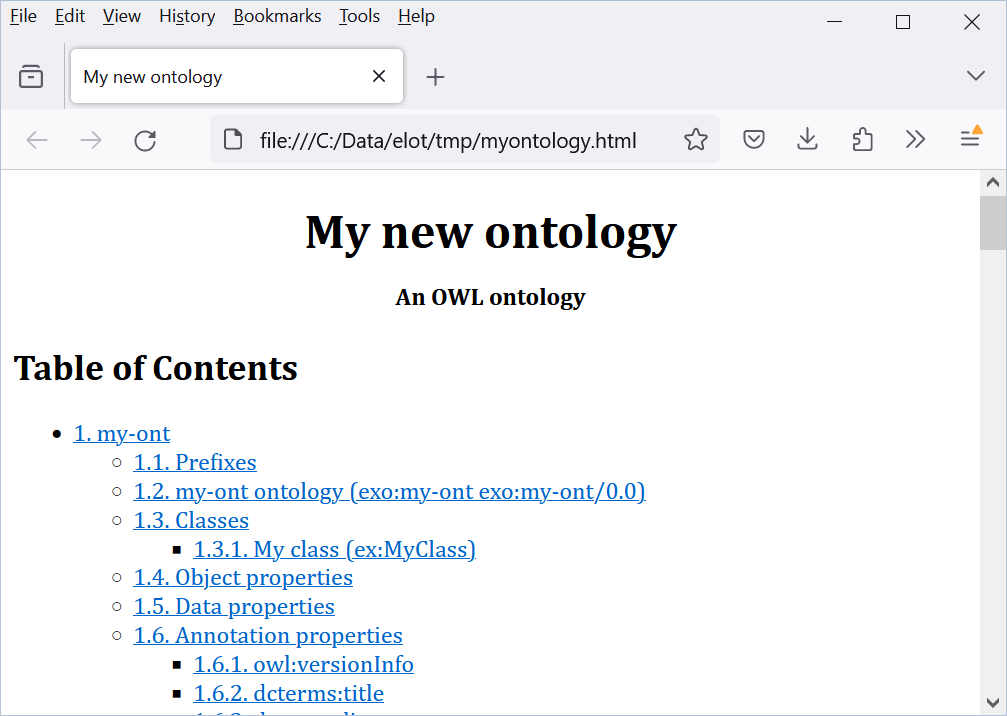 File Edit View History Bookmarks Tools Help
My new ontology
file:///C:/Data/elot/tmp/myontology.html
My new ontology
An OWL ontology
Table of Contents
1. my-ont
1.1. Prefixes
1.2. my-ont ontology (exo:my-ont exo:my-ont/0.0)
1.3. Classes
1.3.1. My class (ex:MyClass)
1.4. Object properties
1.5. Data properties
1.6. Annotation properties
1.6.1. owl:versionInfo
1.6.2. dcterms:title